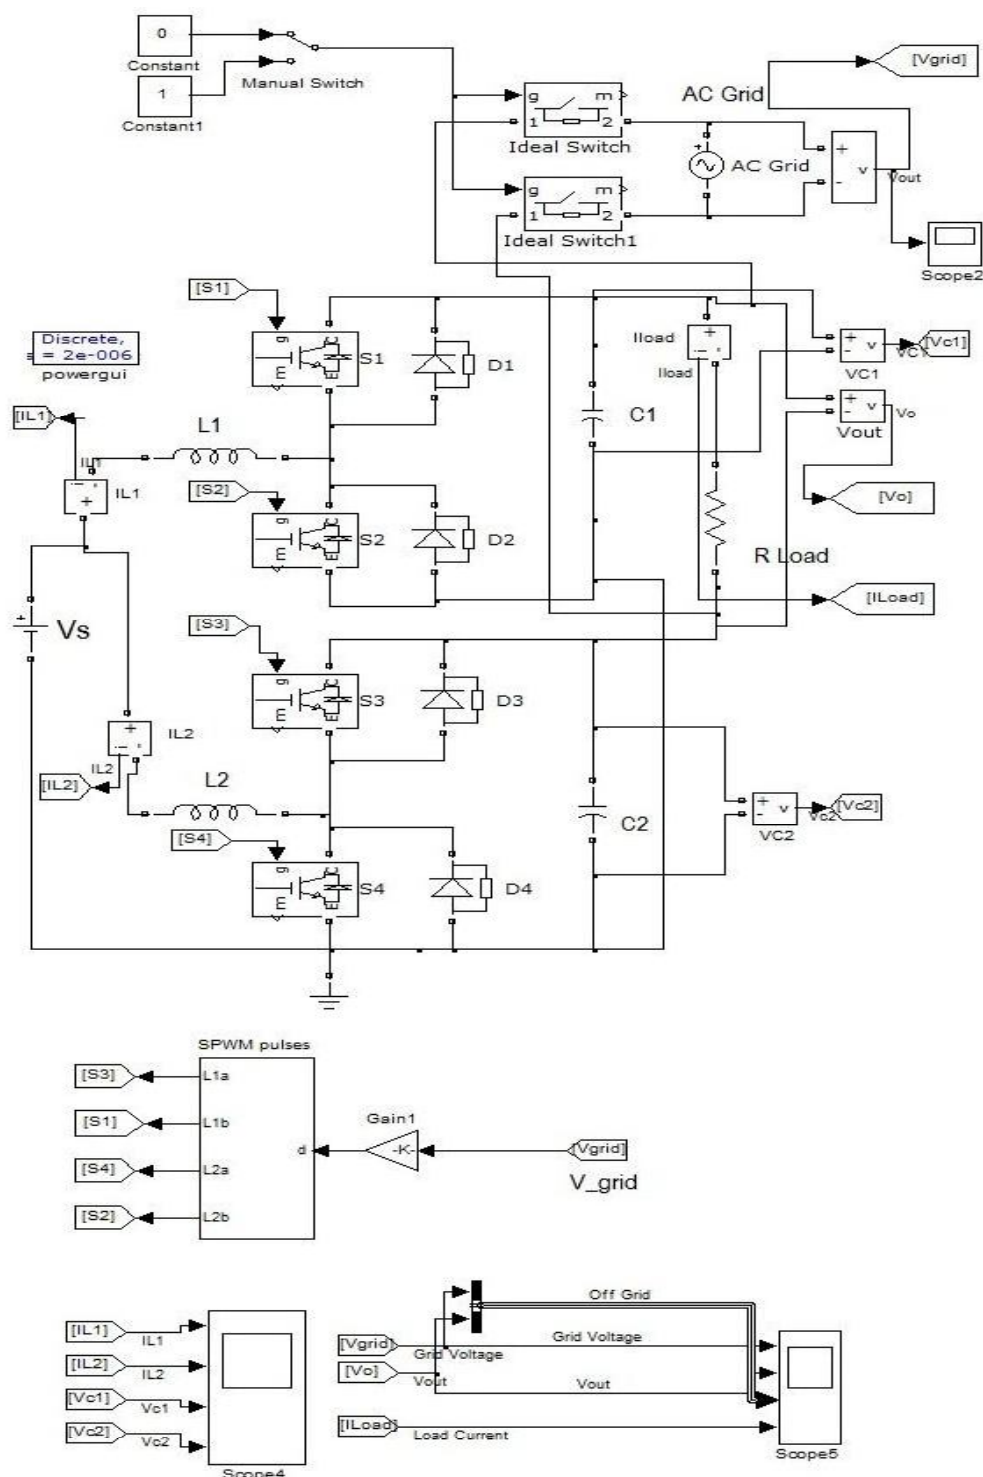 0
Constant
1
Constant1
Manual Switch
g m
1 2
Ideal Switch
g m
1 2
Ideal Switch1
AC Grid
AC Grid
[Vgrid]
+
-
v
Vout
Scope2
Discrete,
= 2e-006
powergui
[S1]
g
m
C
E
S1
D1
[IL1]
IL1
+
IL1
L1
[S2]
g
m
C
E
S2
D2
C1
Iload
+
Iload
+
-
v
VC1
VC1
[Vc1]
+
-
v
Vo
Vout
[Vo]
R Load
[ILoad]
+
Vs
[S3]
g
m
C
E
S3
D3
+
IL2
IL2
[IL2]
L2
[S4]
g
m
C
E
S4
D4
C2
+
-
v
Vc2
VC2
[Vc2]
SPWM pulses
[S3] L1a
[S1] L1b
[S4] L2a
[S2] L2b
d
Gain1
-K-
[Vgrid]
V_grid
[IL1]
IL1
[IL2]
IL2
[Vc1]
Vc1
[Vc2]
Vc2
Scope4
Off Grid
[Vgrid]
Grid Voltage
Grid Voltage
[Vo]
Vout
Vout
[ILoad]
Load Current
Scope5